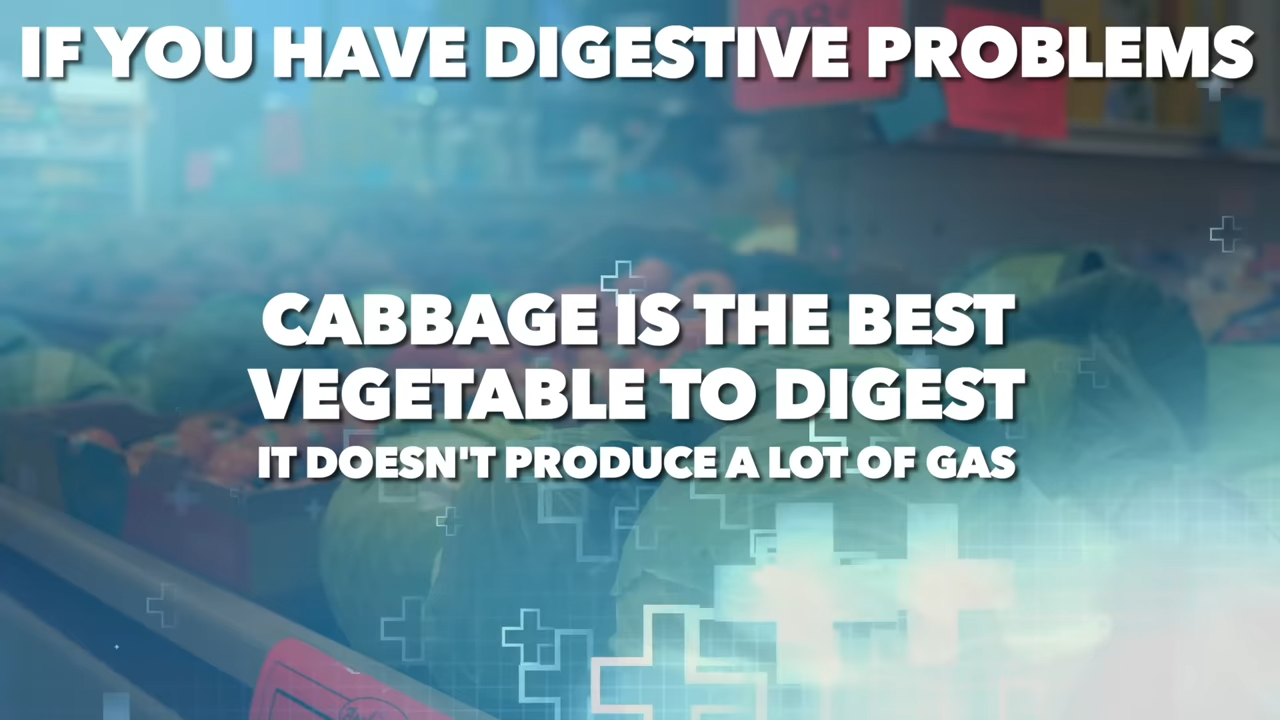 IF YOU HAVE DIGESTIVE PROBLEMS
CABBAGE IS THE BEST
VEGETABLE TO DIGEST
IT DOESN'T PRODUCE A LOT OF GAS